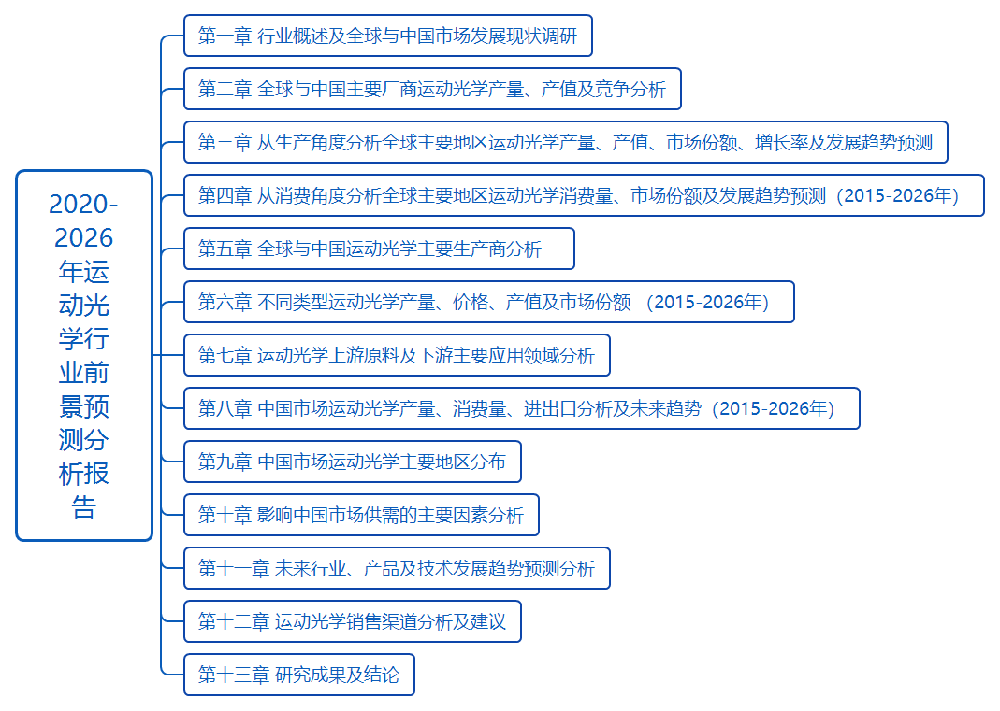 第一章 行业概述及全球与中国市场发展现状调研
第二章 全球与中国主要厂商运动光学产量、产值及竞争分析
第三章 从生产角度分析全球主要地区运动光学产量、产值、市场份额、增长率及发展趋势预测
第四章 从消费角度分析全球主要地区运动光学消费量、市场份额及发展趋势预测（2015-2026年）
第五章 全球与中国运动光学主要生产商分析
第六章 不同类型运动光学产量、价格、产值及市场份额 （2015-2026年）
第七章 运动光学上游原料及下游主要应用领域分析
第八章 中国市场运动光学产量、消费量、进出口分析及未来趋势（2015-2026年）
第九章 中国市场运动光学主要地区分布
第十章 影响中国市场供需的主要因素分析
第十一章 未来行业、产品及技术发展趋势预测分析
第十二章 运动光学销售渠道分析及建议
第十三章 研究成果及结论
2020-
2026
年运
动光
学行
业前
景预
测分
析报
告